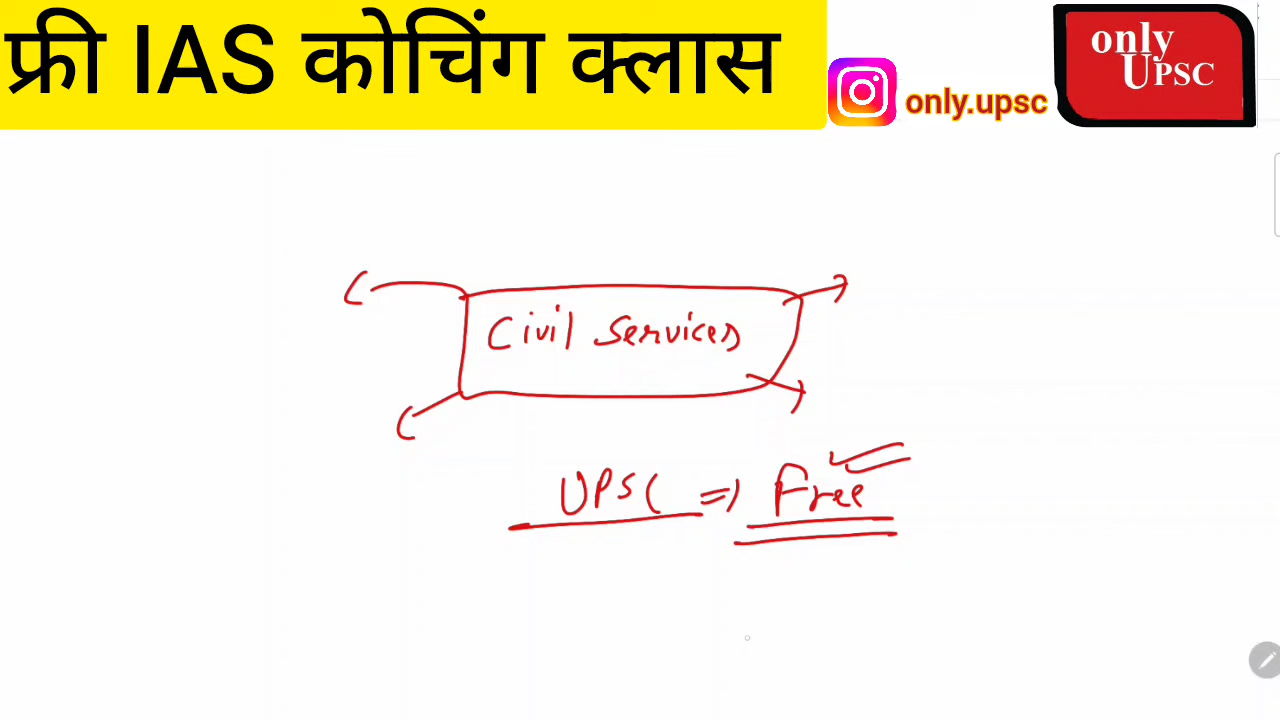 फ्री IAS कोचिंग क्लास
only.upsc
only
UPSC
Civil Services
UPSC => Free